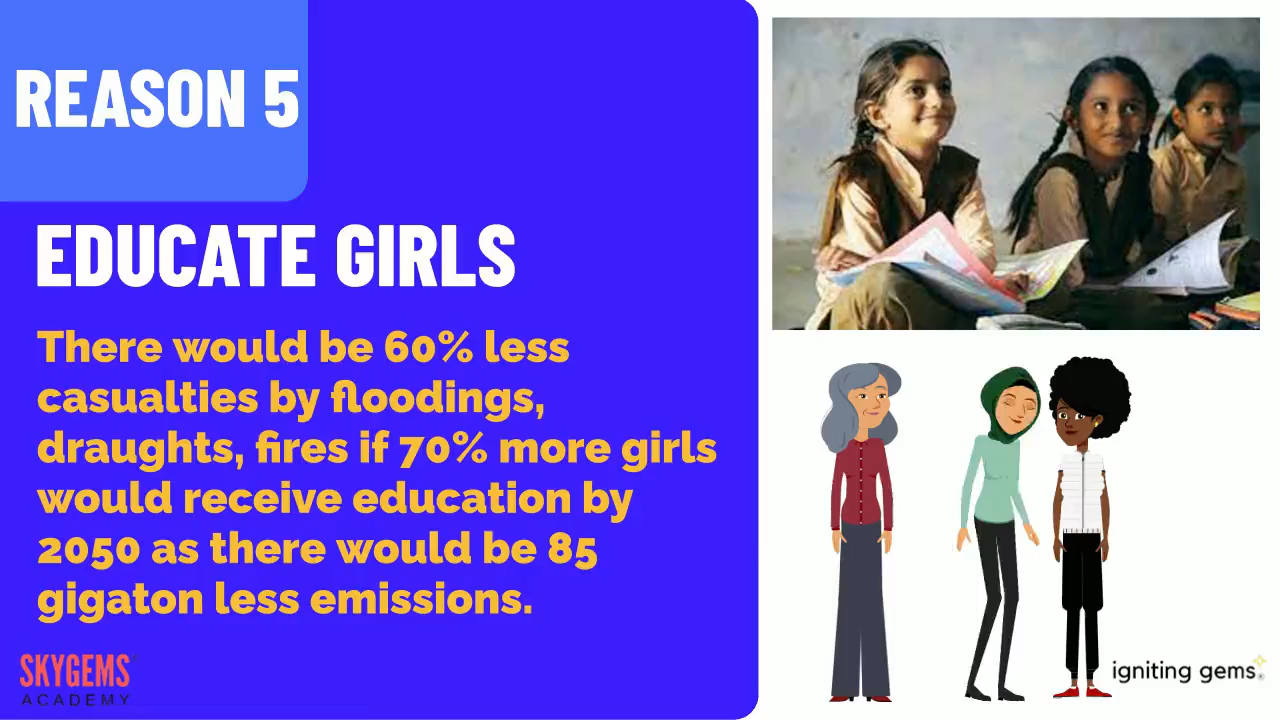 REASON 5
EDUCATE GIRLS
There would be 60% less
casualties by floodings,
draughts, fires if 70% more girls
would receive education by
2050 as there would be 85
gigaton less emissions.
SKYGEMS
ACADEMY
igniting gems®